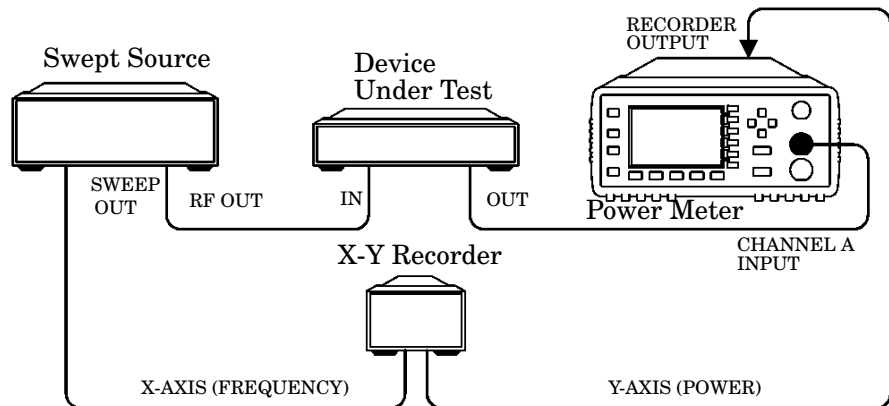 RECORDER
OUTPUT
Swept Source
Device
Under Test
SWEEP
OUT
RF OUT
IN
OUT
Power Meter
CHANNEL A
INPUT
X-Y Recorder
X-AXIS (FREQUENCY)
Y-AXIS (POWER)